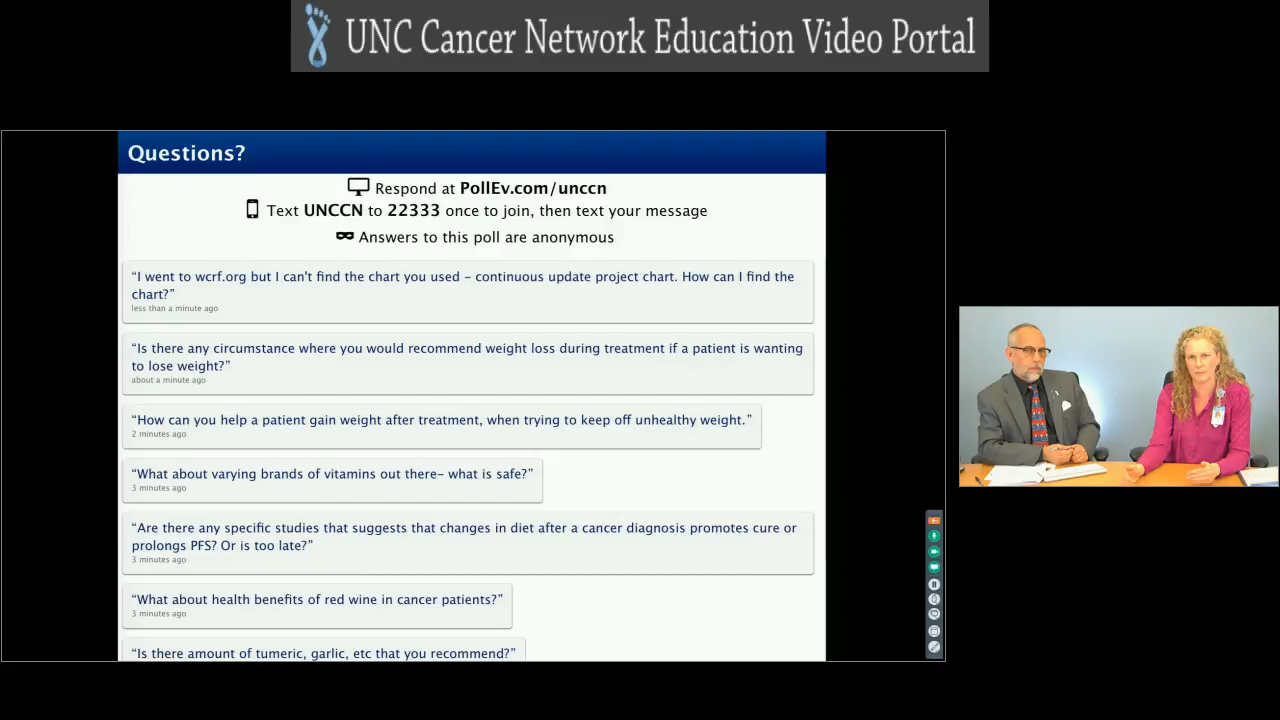 UNC Cancer Network Education Video Portal
Questions?
Respond at PollEv.com/unccn
Text UNCCN to 22333 once to join, then text your message
Answers to this poll are anonymous
“I went to wcrf.org but I can't find the chart you used – continuous update project chart. How can I find the
chart?”
less than a minute ago
“Is there any circumstance where you would recommend weight loss during treatment if a patient is wanting
to lose weight?”
about a minute ago
“How can you help a patient gain weight after treatment, when trying to keep off unhealthy weight.”
2 minutes ago
“What about varying brands of vitamins out there– what is safe?”
3 minutes ago
“Are there any specific studies that suggests that changes in diet after a cancer diagnosis promotes cure or
prolongs PFS? Or is too late?”
3 minutes ago
“What about health benefits of red wine in cancer patients?”
3 minutes ago
“Is there amount of tumeric, garlic, etc that you recommend?”